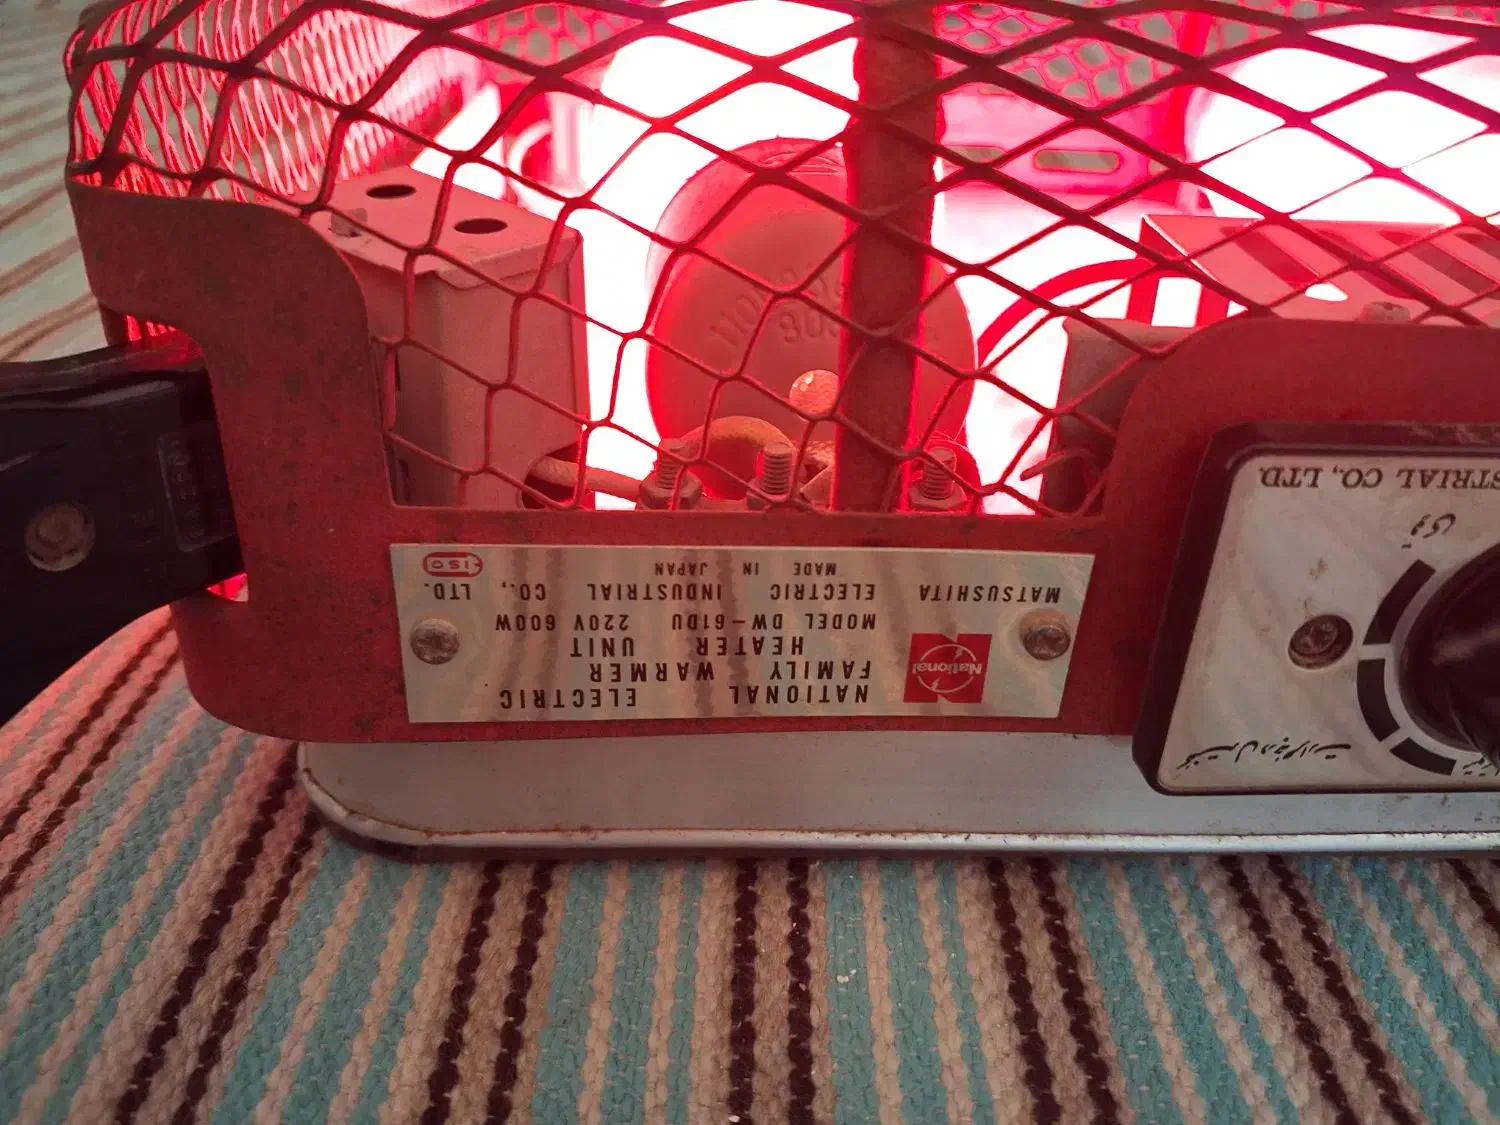 NATIONAL ELECTRIC
FAMILY WARMER
HEATER UNIT
MODEL DW-61DU 220V 600W
MATSUSHITA ELECTRIC INDUSTRIAL CO., LTD.
MADE IN JAPAN
National
STRIAL CO., LTD.
قوی